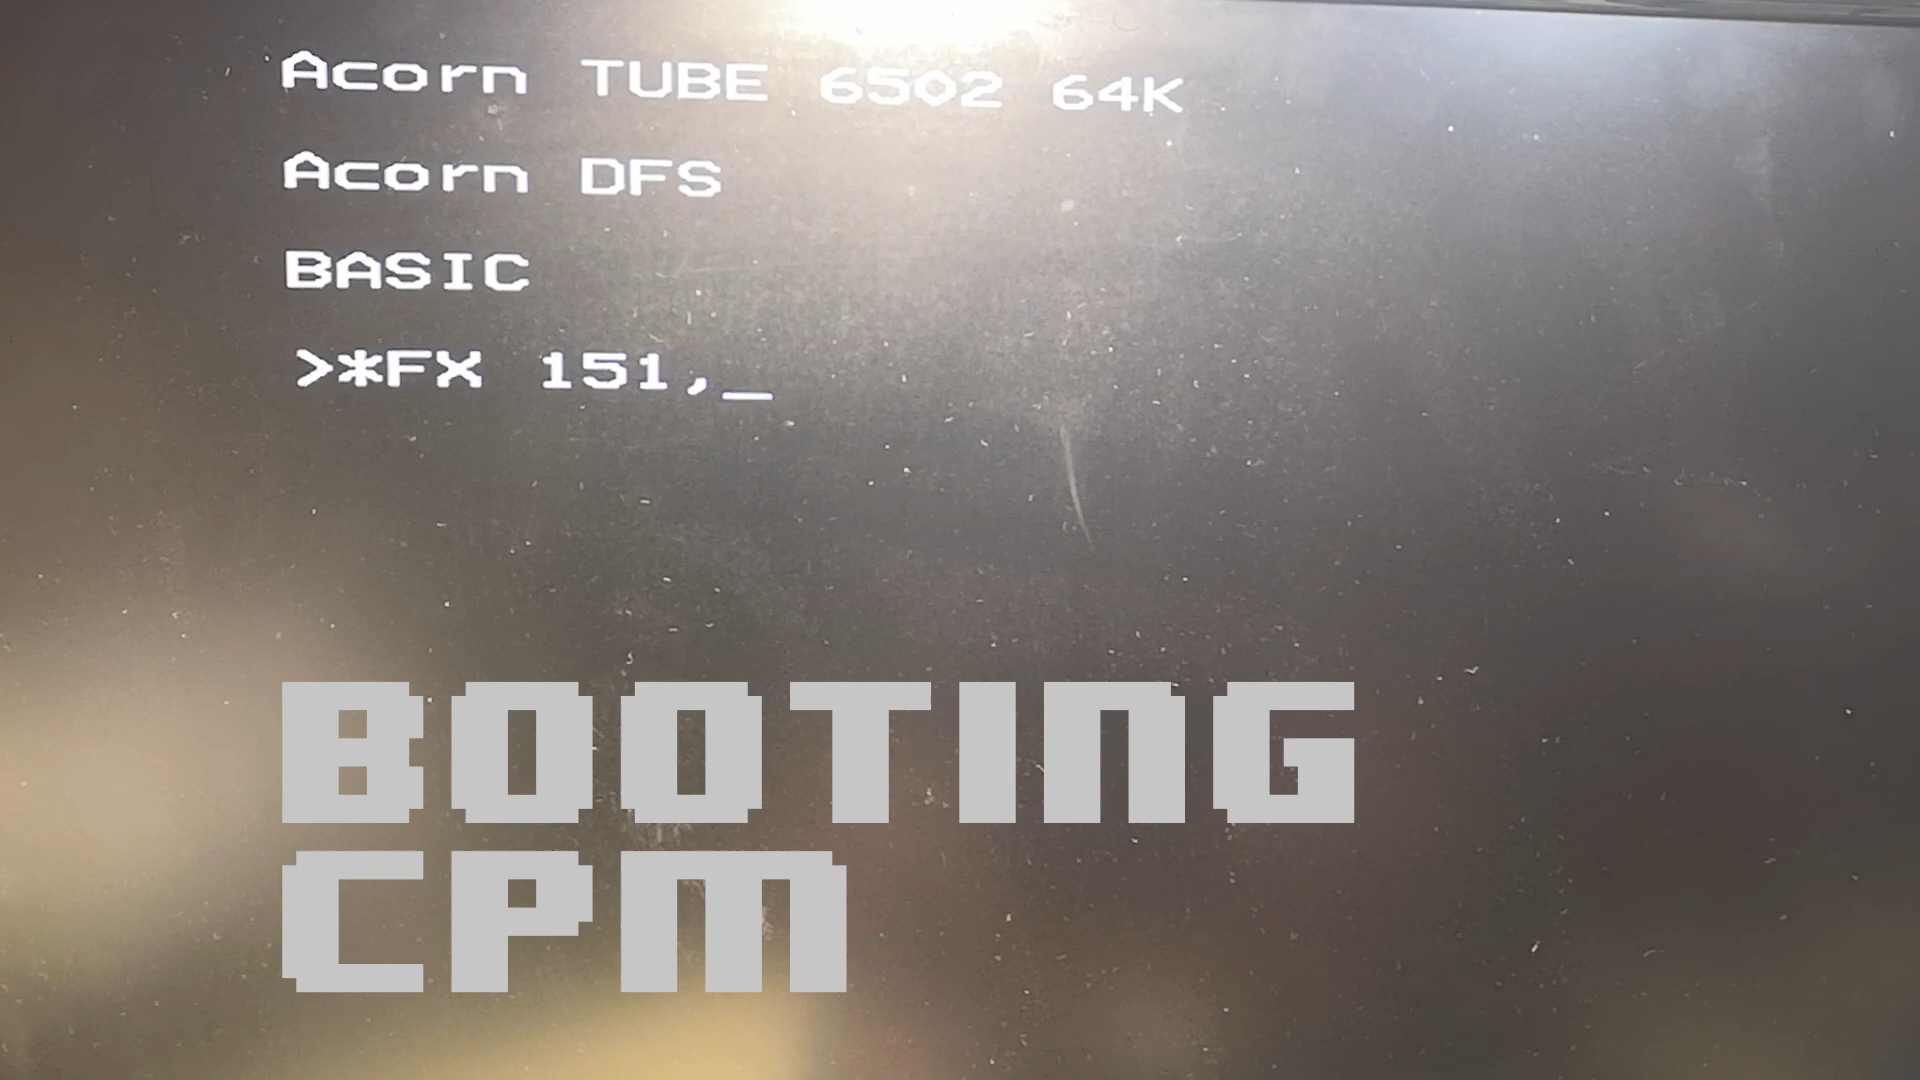 Acorn TUBE 6502 64K
Acorn DFS
BASIC
>*FX 151,_
BOOTING
CPM